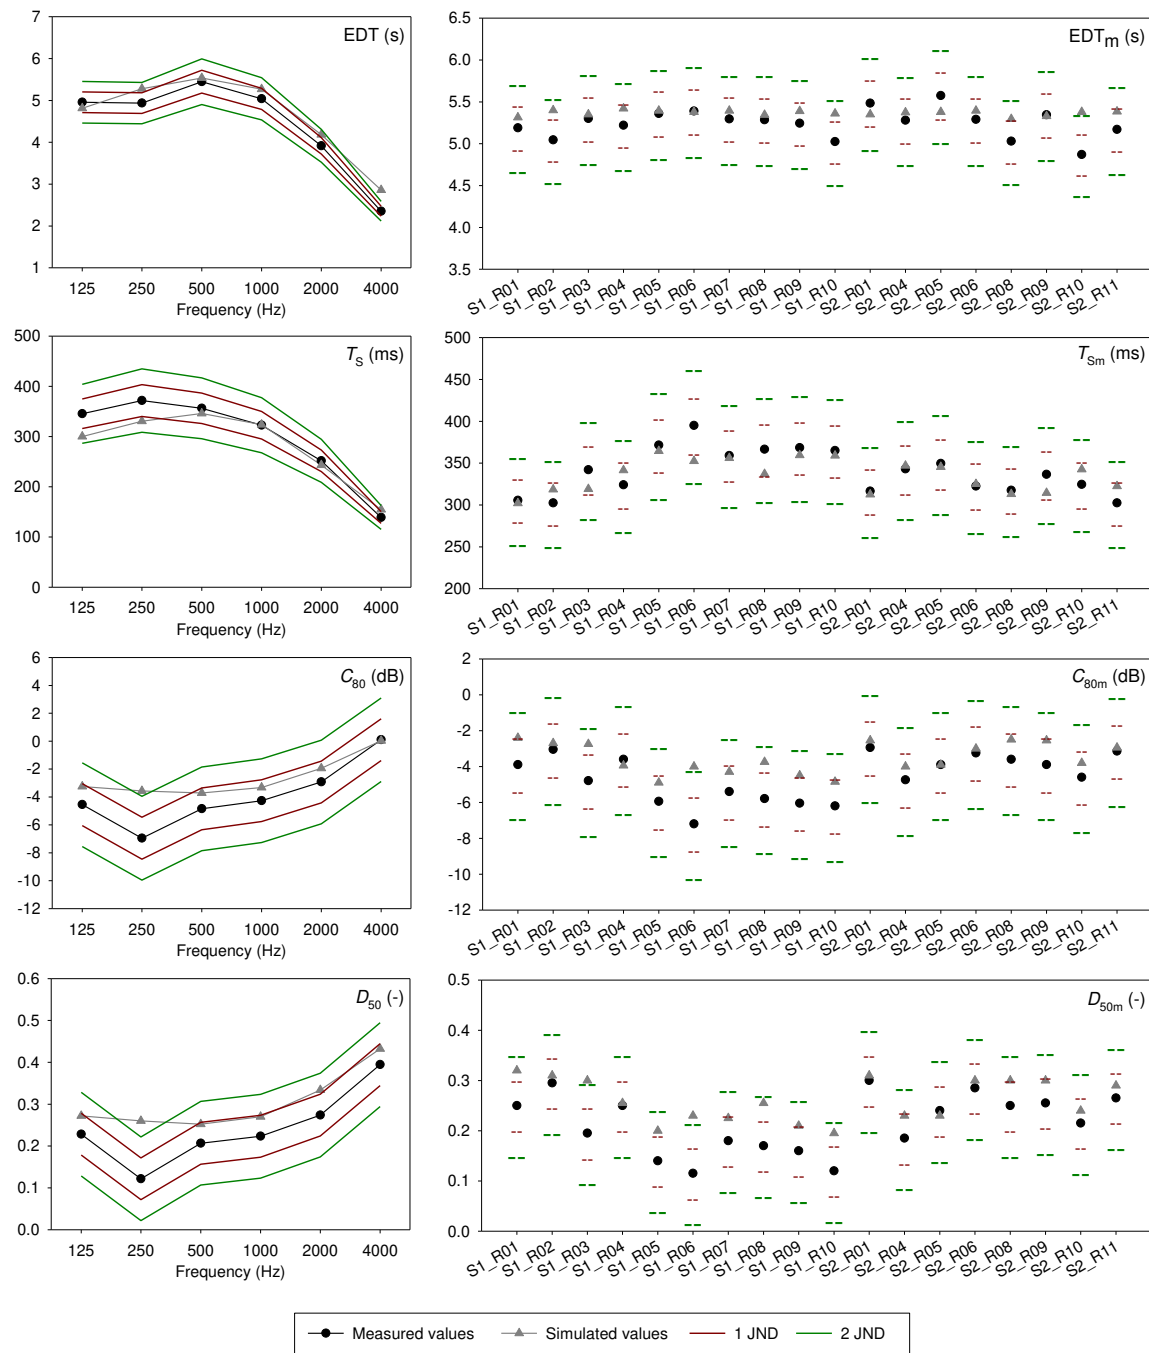 EDT (s)
7
6
5
4
3
2
1
125 250 500 1000 2000 4000
Frequency (Hz)
EDTm (s)
6.5
6.0
5.5
5.0
4.5
4.0
3.5
S1_R01 S1_R02 S1_R03 S1_R04 S1_R05 S1_R06 S1_R07 S1_R08 S1_R09 S1_R10 S2_R01 S2_R04 S2_R05 S2_R06 S2_R08 S2_R09 S2_R10 S2_R11
TS (ms)
500
400
300
200
100
0
125 250 500 1000 2000 4000
Frequency (Hz)
TSm (ms)
500
450
400
350
300
250
200
S1_R01 S1_R02 S1_R03 S1_R04 S1_R05 S1_R06 S1_R07 S1_R08 S1_R09 S1_R10 S2_R01 S2_R04 S2_R05 S2_R06 S2_R08 S2_R09 S2_R10 S2_R11
C80 (dB)
6
4
2
0
-2
-4
-6
-8
-10
-12
125 250 500 1000 2000 4000
Frequency (Hz)
C80m (dB)
2
0
-2
-4
-6
-8
-10
-12
S1_R01 S1_R02 S1_R03 S1_R04 S1_R05 S1_R06 S1_R07 S1_R08 S1_R09 S1_R10 S2_R01 S2_R04 S2_R05 S2_R06 S2_R08 S2_R09 S2_R10 S2_R11
D50 (-)
0.6
0.5
0.4
0.3
0.2
0.1
0.0
125 250 500 1000 2000 4000
Frequency (Hz)
D50m (-)
0.5
0.4
0.3
0.2
0.1
0.0
S1_R01 S1_R02 S1_R03 S1_R04 S1_R05 S1_R06 S1_R07 S1_R08 S1_R09 S1_R10 S2_R01 S2_R04 S2_R05 S2_R06 S2_R08 S2_R09 S2_R10 S2_R11
Measured values Simulated values 1 JND 2 JND